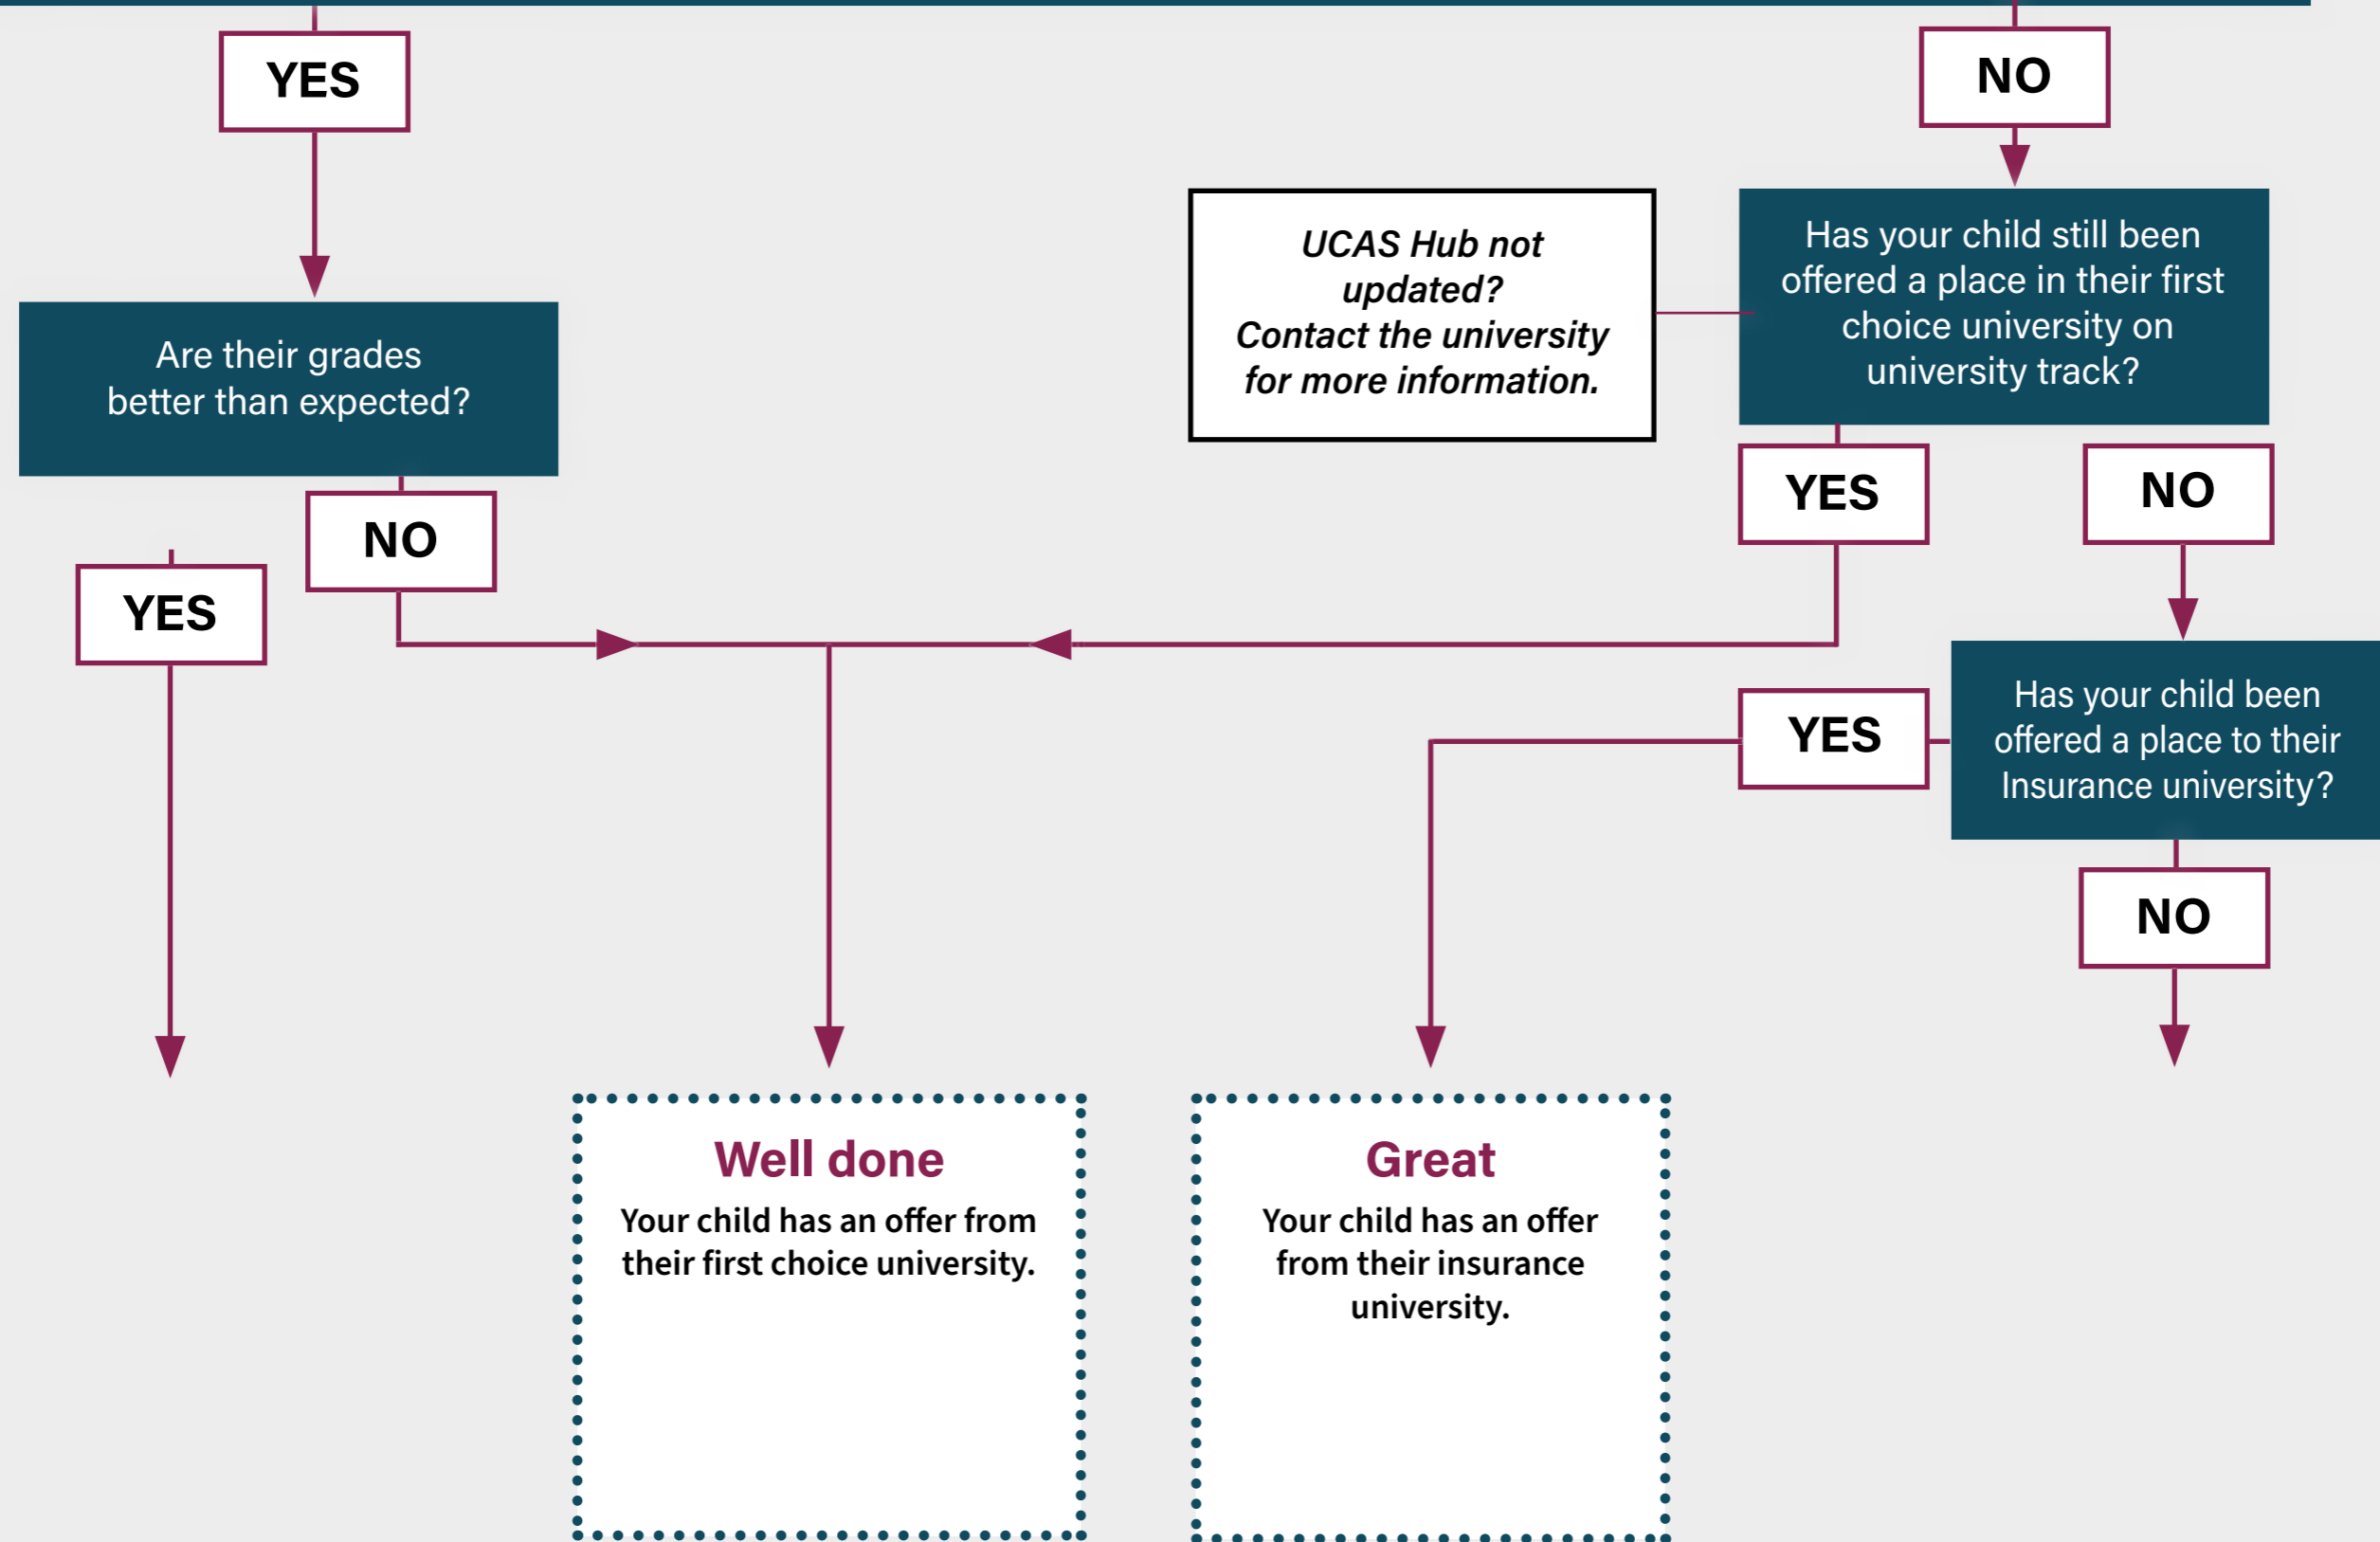 YES
NO
UCAS Hub not
updated?
Contact the university
for more information.
Has your child still been
offered a place in their first
choice university on
university track?
Are their grades
better than expected?
YES
NO
NO
YES
YES
Has your child been
offered a place to their
Insurance university?
NO
Well done
Your child has an offer from
their first choice university.
Great
Your child has an offer
from their insurance
university.